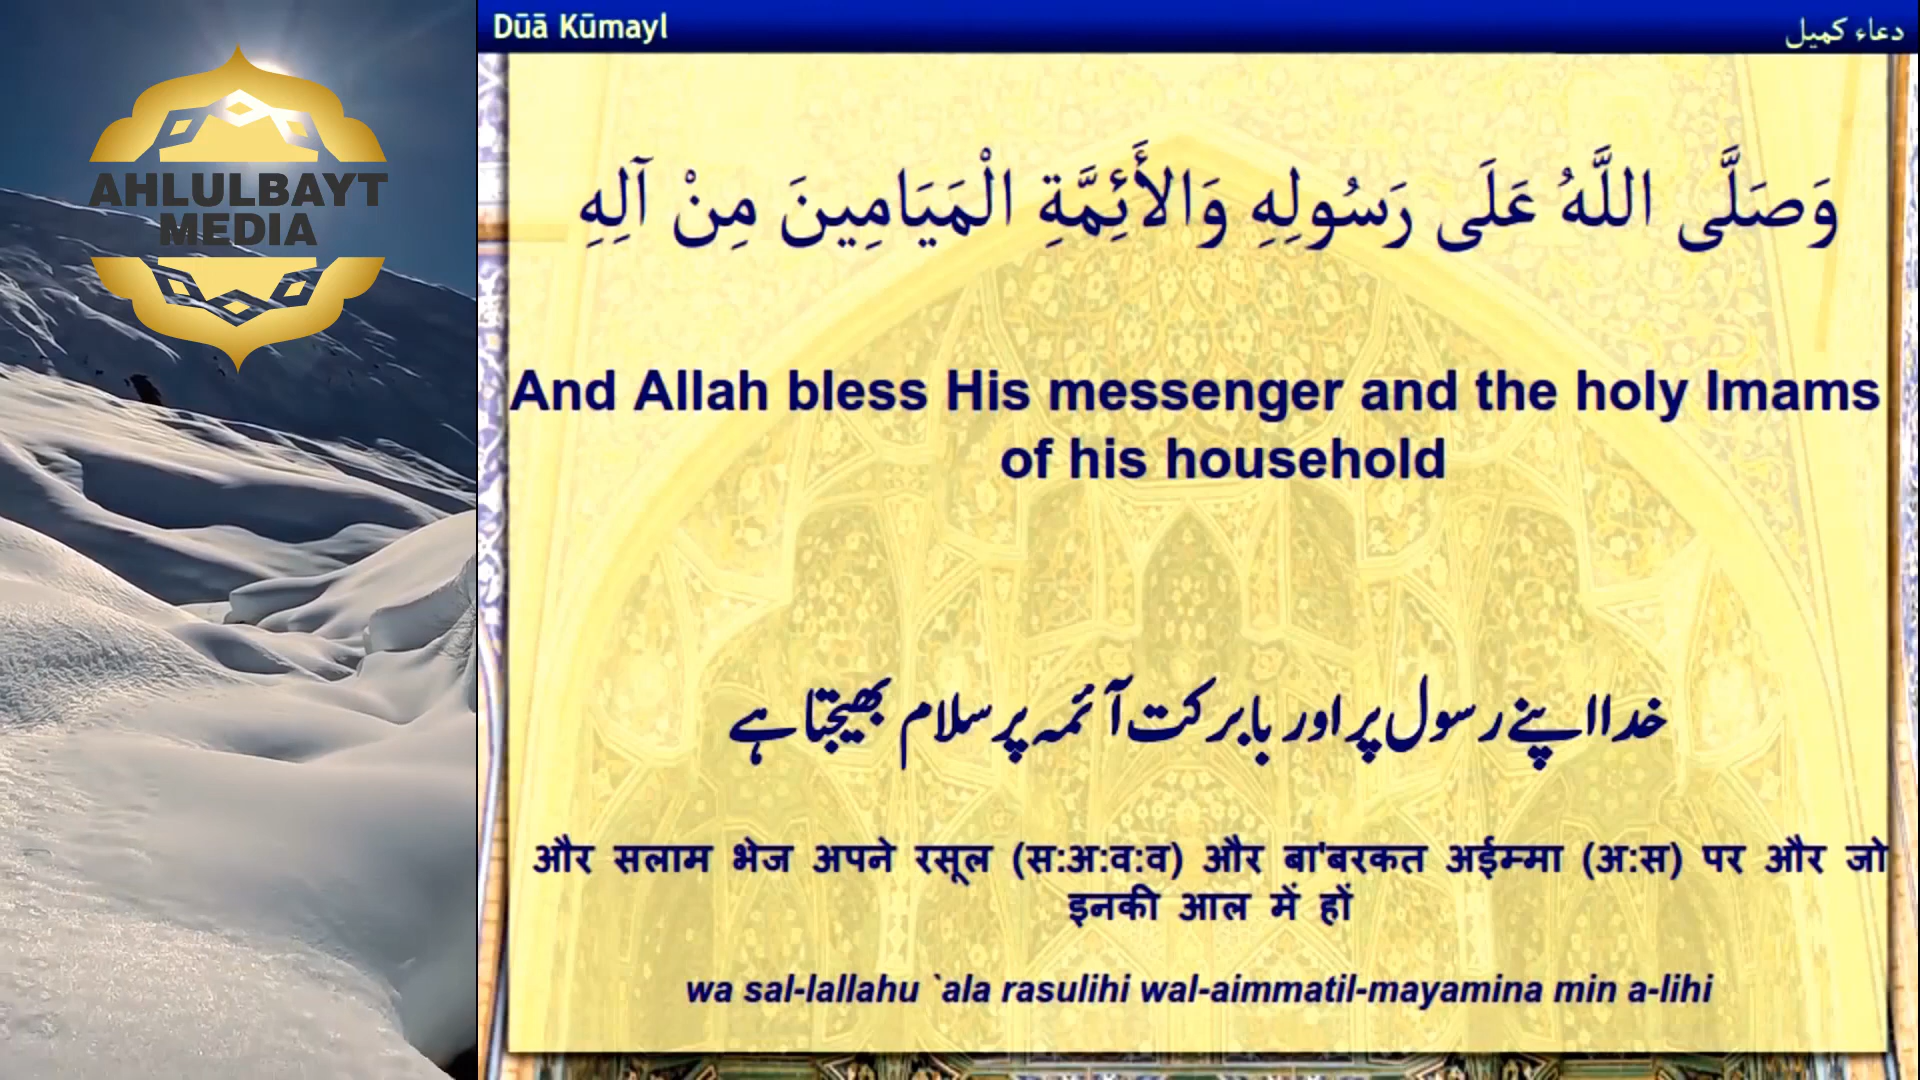 AHLULBAYT
MEDIA
Dūā Kūmayl
دعاء كميل
وَصَلَّى اللَّهُ عَلَى رَسُولِهِ وَالأَئِمَّةِ الْمَيَامِينَ مِنْ آلِهِ
And Allah bless His messenger and the holy Imams
of his household
خدا اپنے رسول پر اور بابرکت آئمہ پر سلام بھیجتا ہے
और सलाम भेज अपने रसूल (स:अ:व:व) और बा'बरकत अईम्मा (अ:स) पर और जो
इनकी आल में हों
wa sal-lallahu `ala rasulihi wal-aimmatil-mayamina min a-lihi